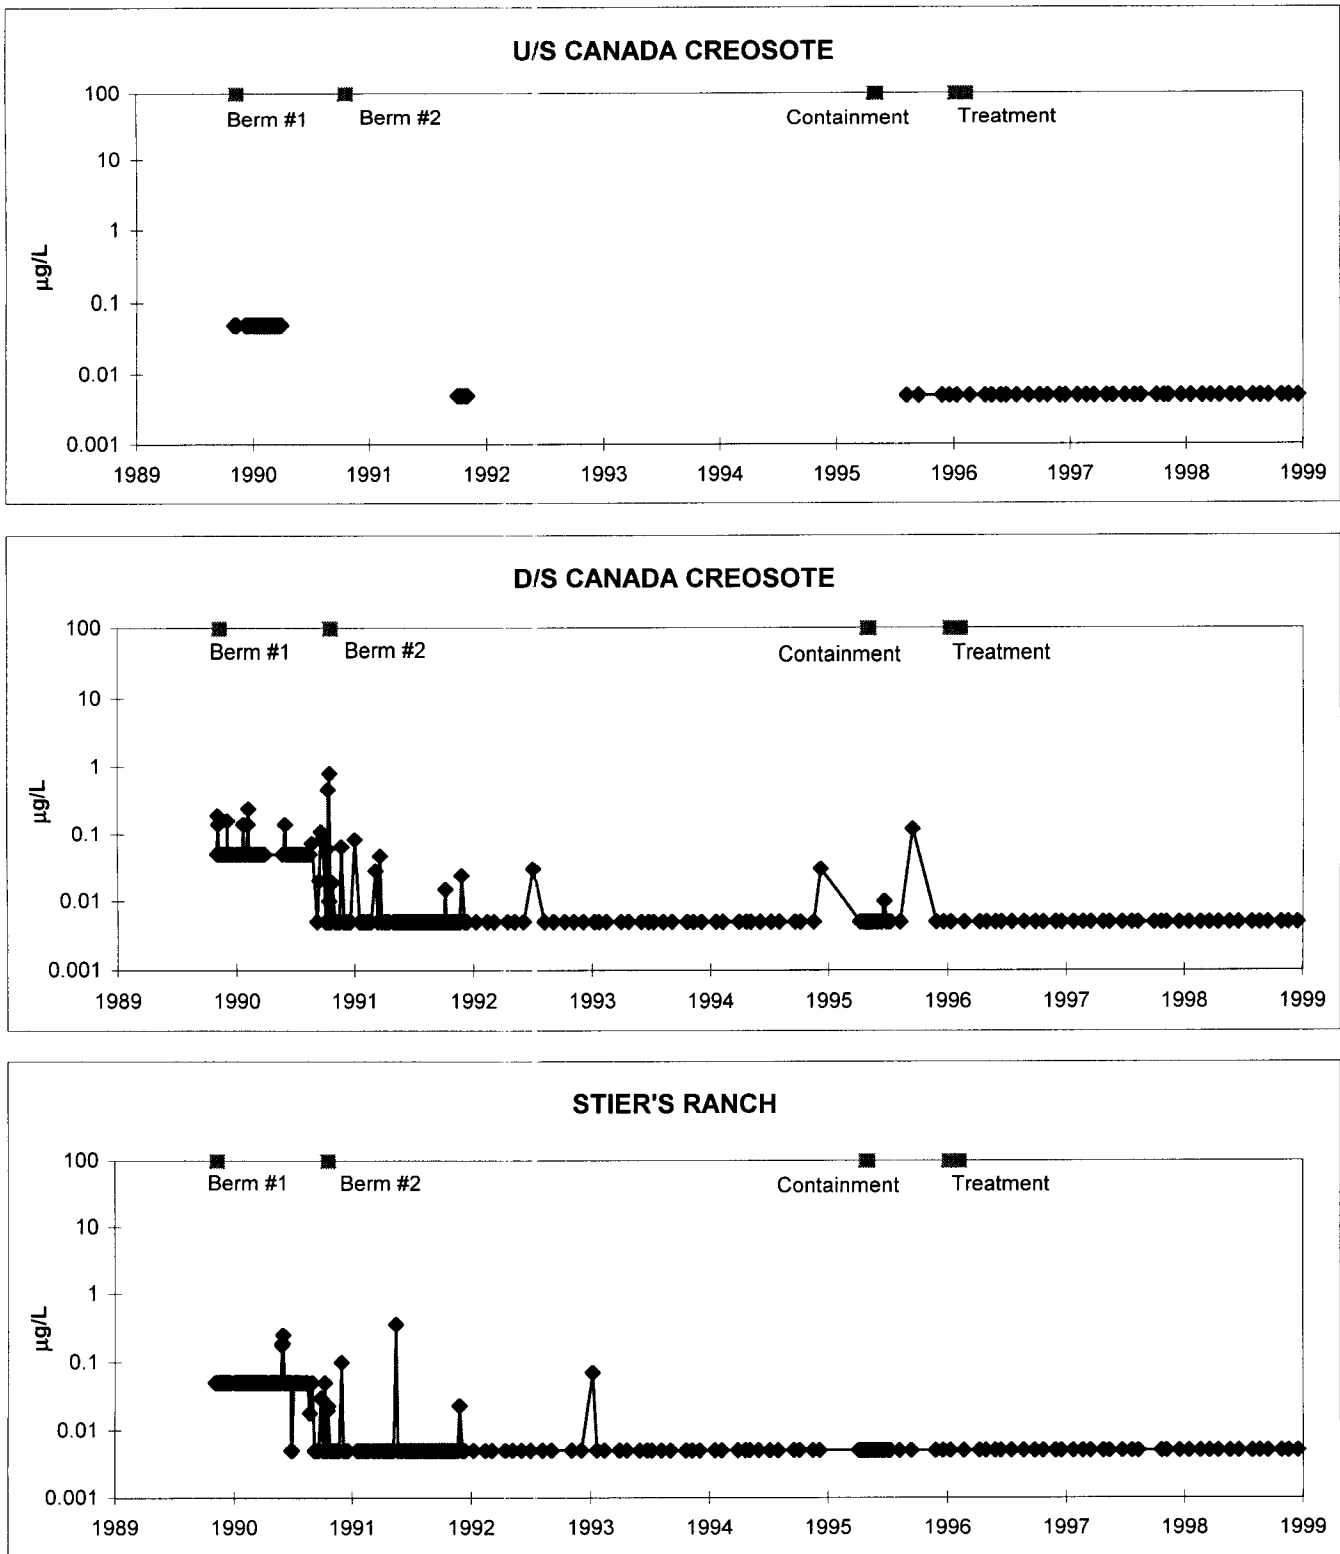 U/S CANADA CREOSOTE
100
Berm #1 Berm #2 Containment Treatment
10
1
µg/L
0.1
0.01
0.001
1989 1990 1991 1992 1993 1994 1995 1996 1997 1998 1999
D/S CANADA CREOSOTE
100
Berm #1 Berm #2 Containment Treatment
10
1
µg/L
0.1
0.01
0.001
1989 1990 1991 1992 1993 1994 1995 1996 1997 1998 1999
STIER'S RANCH
100
Berm #1 Berm #2 Containment Treatment
10
1
µg/L
0.1
0.01
0.001
1989 1990 1991 1992 1993 1994 1995 1996 1997 1998 1999